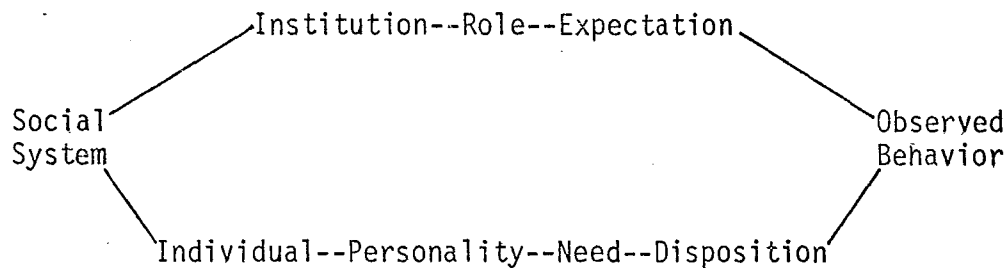 Institution--Role--Expectation
Social
System
Observed
Behavior
Individual--Personality--Need--Disposition